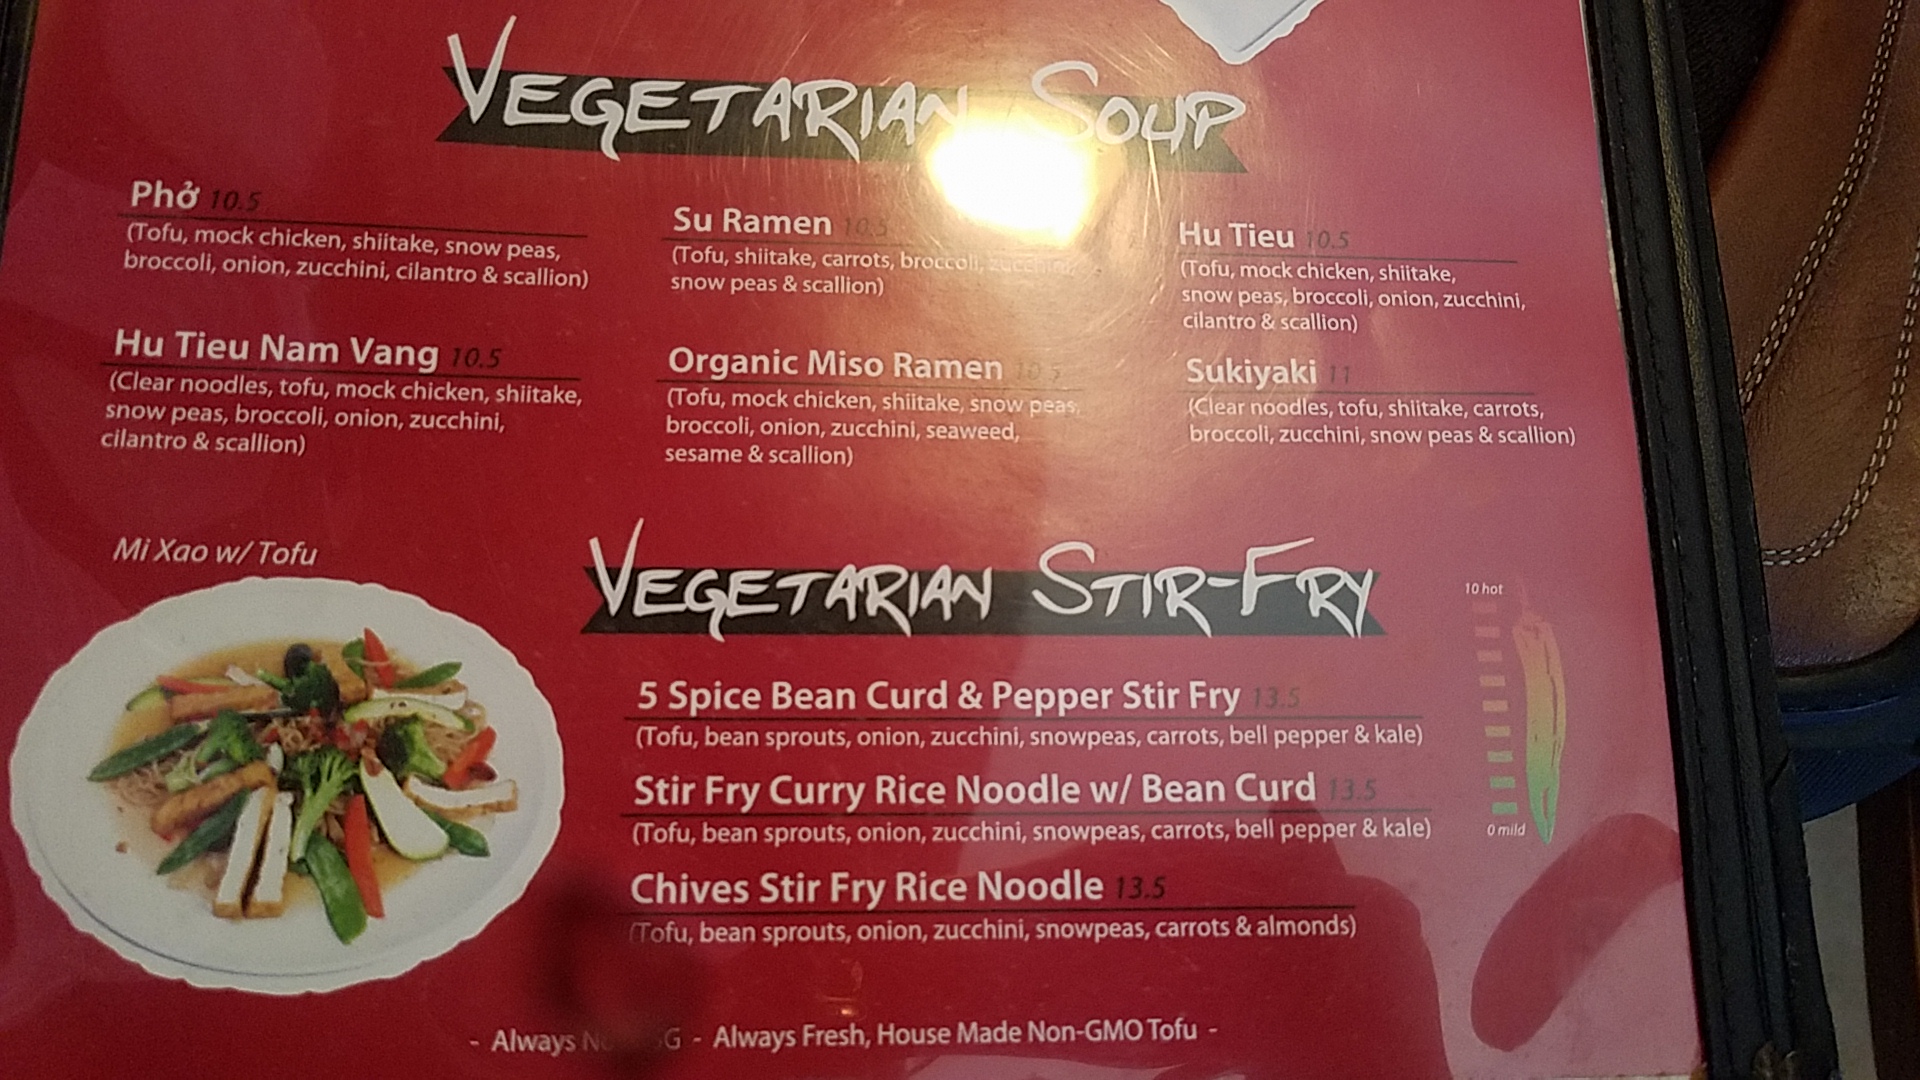 VEGETARIAN SOUP
Phở 10.5
(Tofu, mock chicken, shiitake, snow peas,
broccoli, onion, zucchini, cilantro & scallion)
Su Ramen 10.5
(Tofu, shiitake, carrots, broccoli, zucchini,
snow peas & scallion)
Hu Tieu 10.5
(Tofu, mock chicken, shiitake,
snow peas, broccoli, onion, zucchini,
cilantro & scallion)
Hu Tieu Nam Vang 10.5
(Clear noodles, tofu, mock chicken, shiitake,
snow peas, broccoli, onion, zucchini,
cilantro & scallion)
Organic Miso Ramen 10.5
(Tofu, mock chicken, shiitake, snow peas,
broccoli, onion, zucchini, seaweed,
sesame & scallion)
Sukiyaki 11
(Clear noodles, tofu, shiitake, carrots,
broccoli, zucchini, snow peas & scallion)
Mi Xao w/ Tofu
VEGETARIAN STIR-FRY
10 hot
0 mild
5 Spice Bean Curd & Pepper Stir Fry 13.5
(Tofu, bean sprouts, onion, zucchini, snowpeas, carrots, bell pepper & kale)
Stir Fry Curry Rice Noodle w/ Bean Curd 13.5
(Tofu, bean sprouts, onion, zucchini, snowpeas, carrots, bell pepper & kale)
Chives Stir Fry Rice Noodle 13.5
(Tofu, bean sprouts, onion, zucchini, snowpeas, carrots & almonds)
- Always - Always Fresh, House Made Non-GMO Tofu -